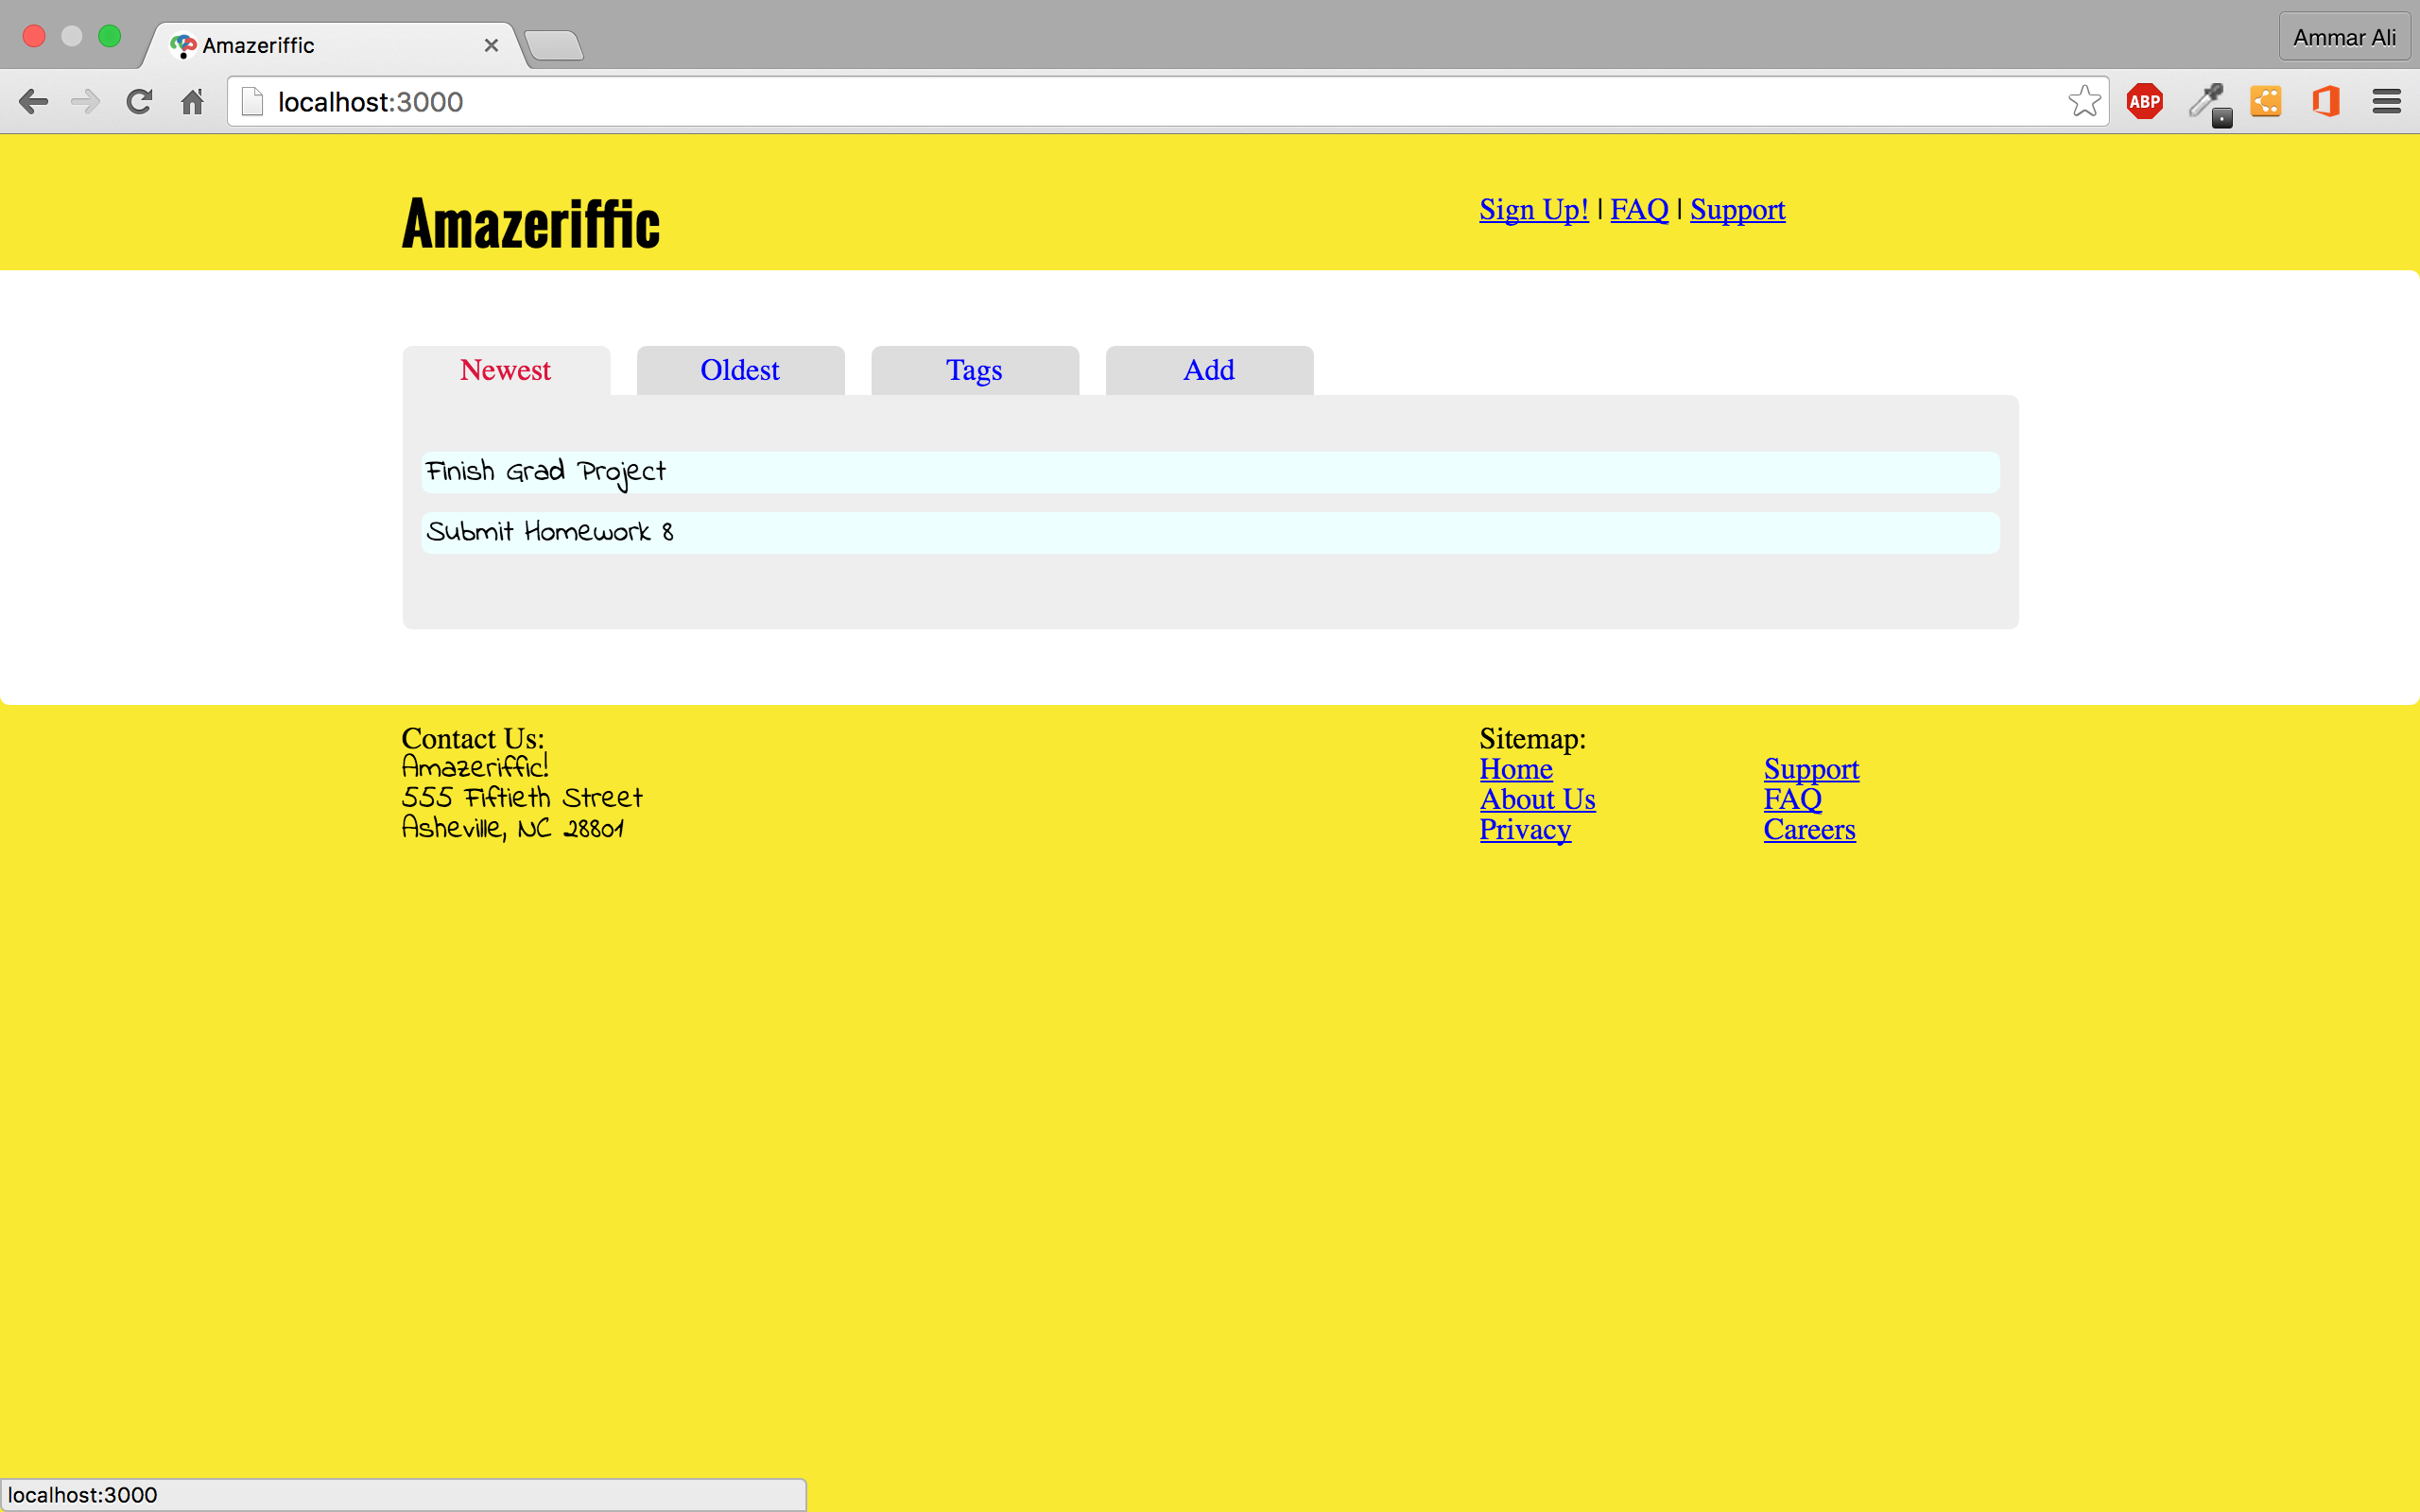 Amazeriffic
Ammar Ali
localhost:3000
ABP
Amazeriffic
Sign Up! | FAQ | Support
Newest Oldest Tags Add
Finish Grad Project
Submit Homework 8
Contact Us:
Amazeriffic!
555 Fiftieth Street
Asheville, NC 28801
Sitemap:
Home Support
About Us FAQ
Privacy Careers
localhost:3000